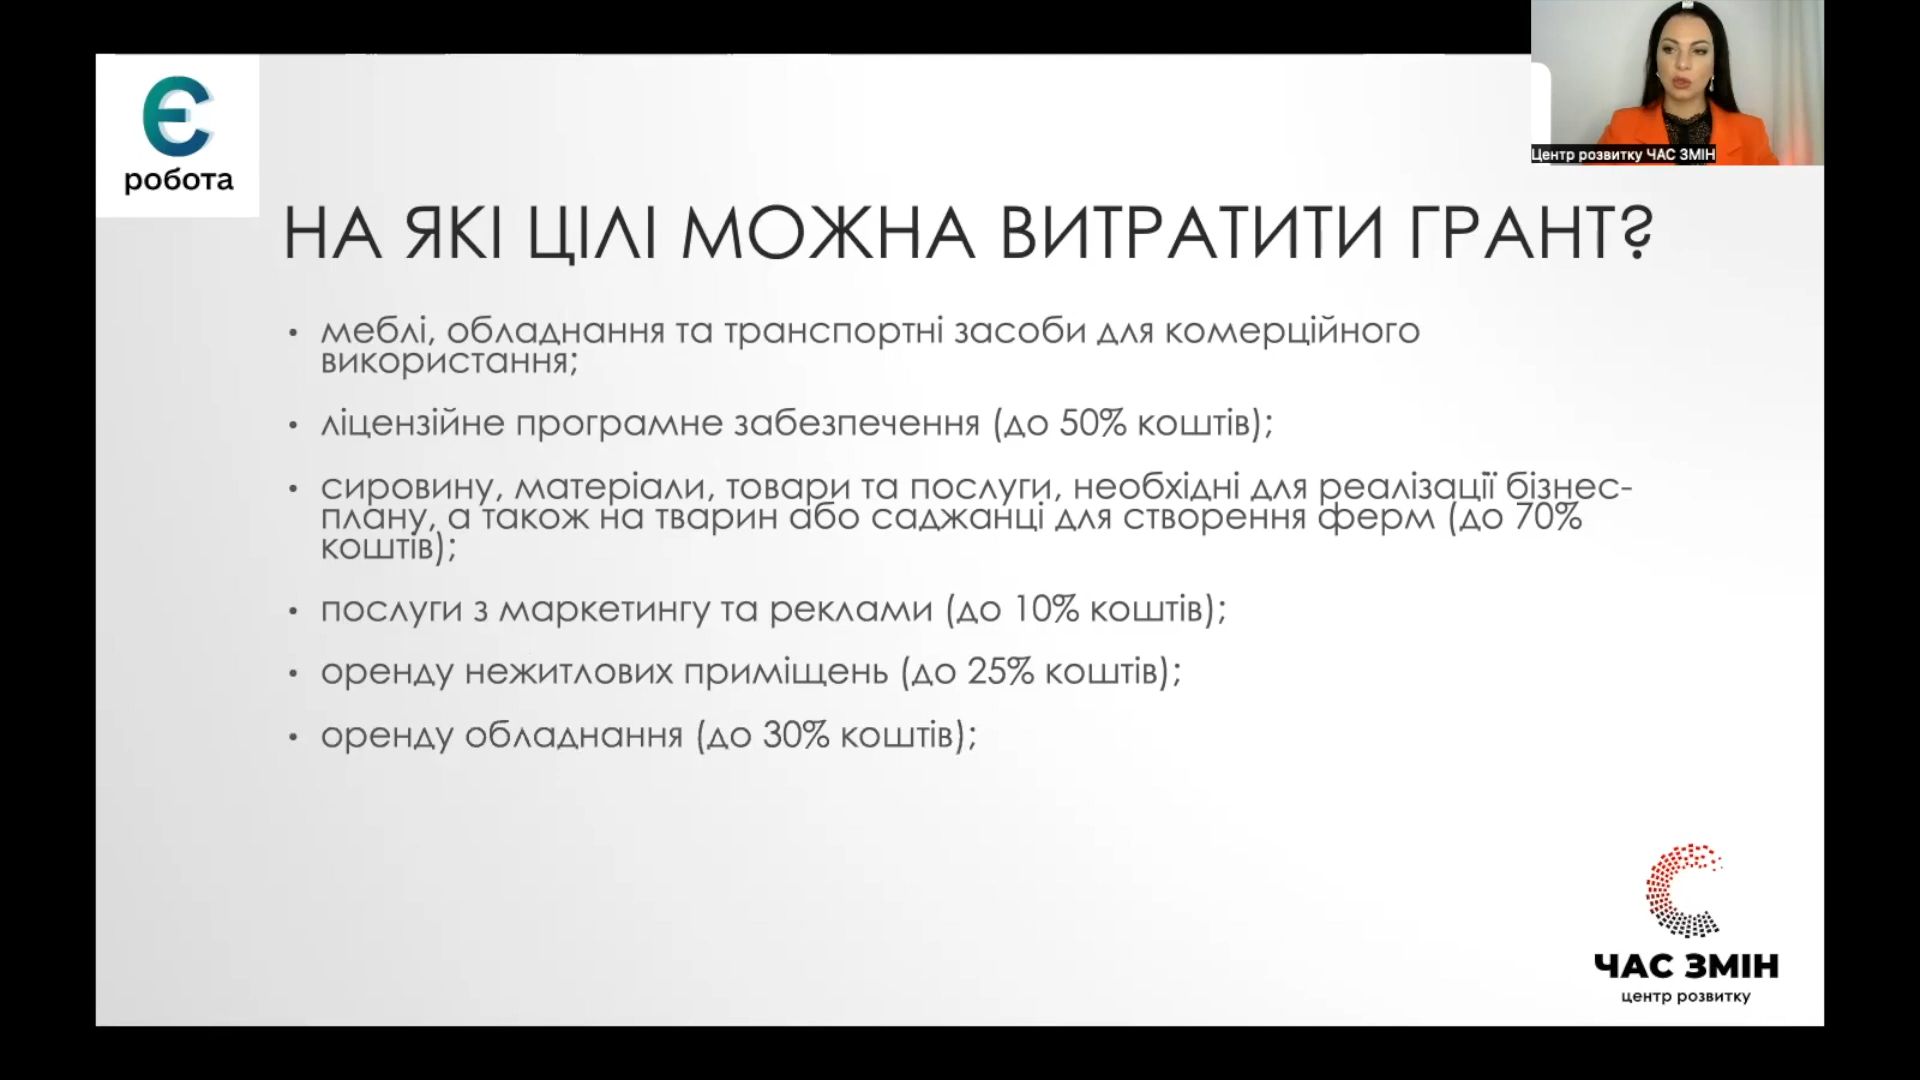 Є
робота
Центр розвитку ЧАС ЗМІН
НА ЯКІ ЦІЛІ МОЖНА ВИТРАТИТИ ГРАНТ?
• меблі, обладнання та транспортні засоби для комерційного
використання;
• ліцензійне програмне забезпечення (до 50% коштів);
• сировину, матеріали, товари та послуги, необхідні для реалізації бізнес-
плану, а також на тварин або саджанці для створення ферм (до 70%
коштів);
• послуги з маркетингу та реклами (до 10% коштів);
• оренду нежитлових приміщень (до 25% коштів);
• оренду обладнання (до 30% коштів);
ЧАС ЗМІН
центр розвитку